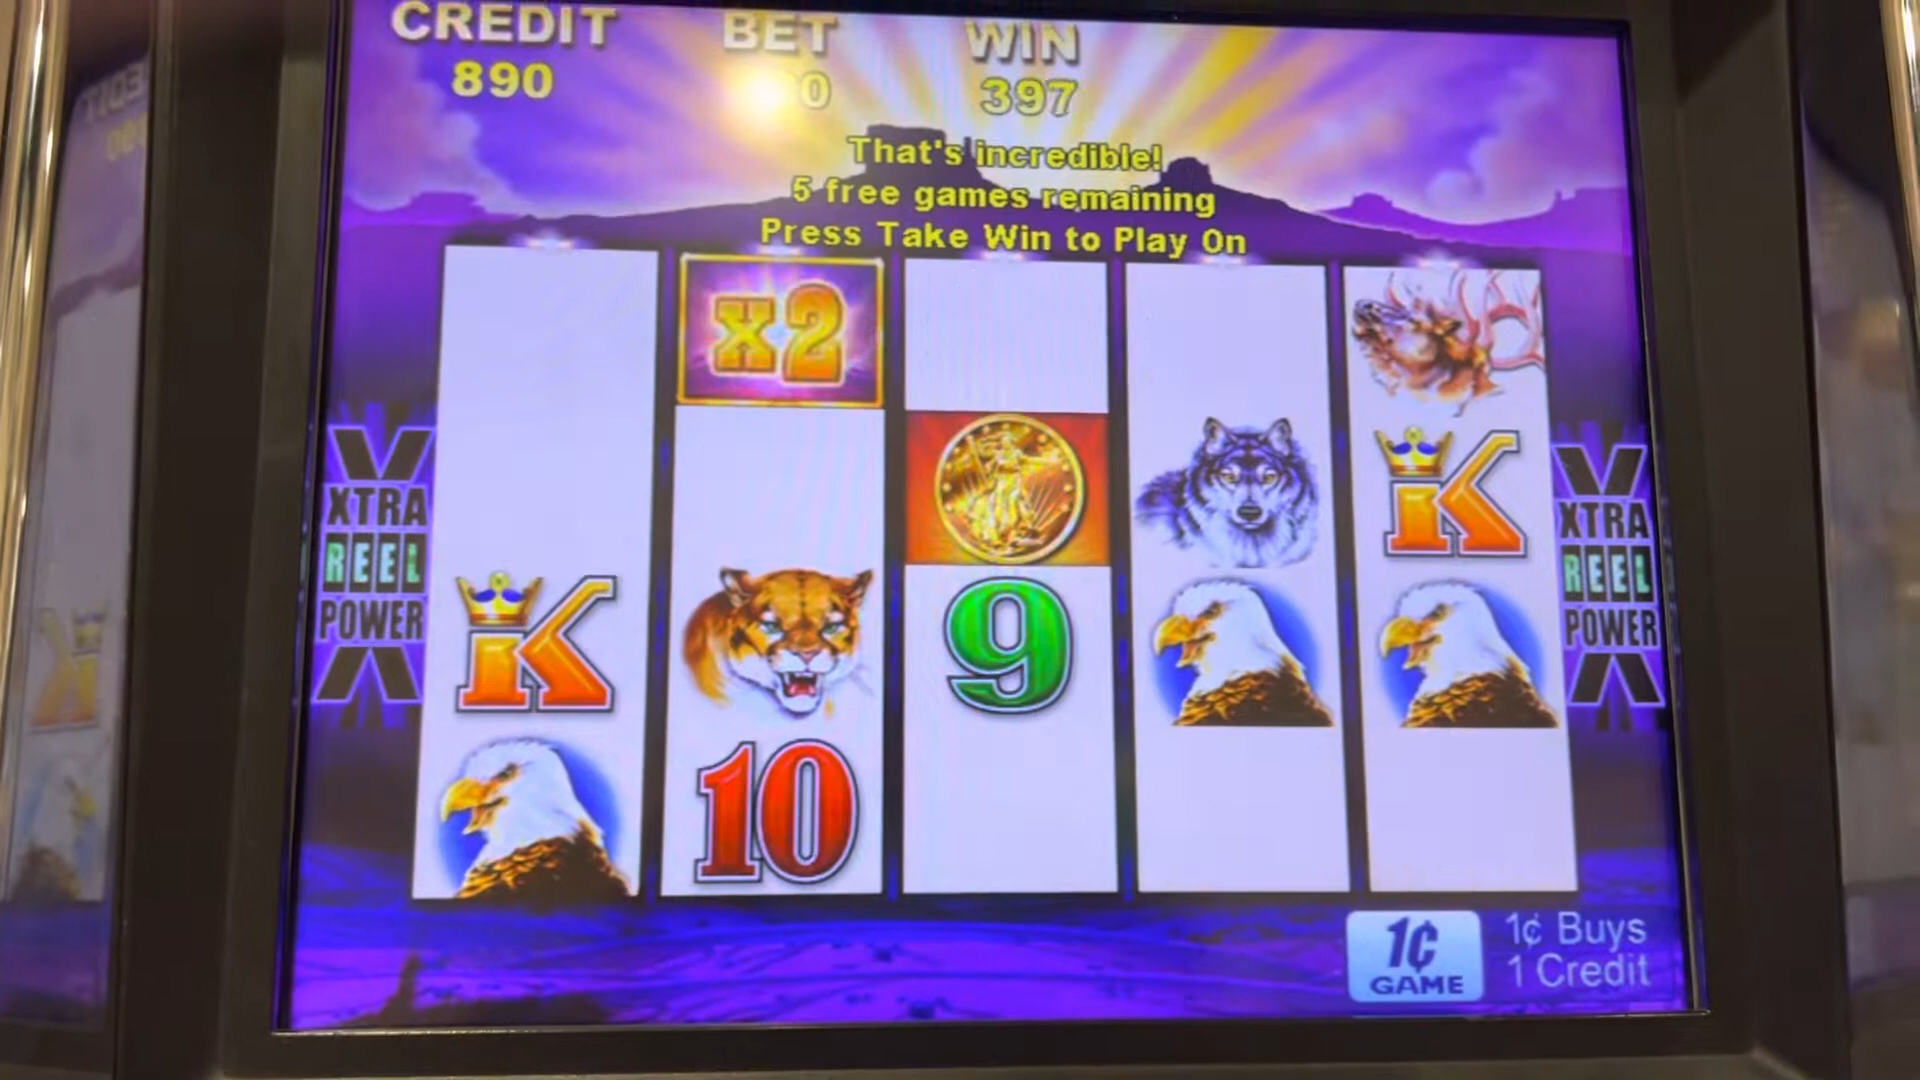 CREDIT BET WIN
890 0 397
That's incredible!
5 free games remaining
Press Take Win to Play On
x2
K
K
9
10
XTRA
REEL
POWER
XTRA
REEL
POWER
1¢
GAME
1¢ Buys
1 Credit